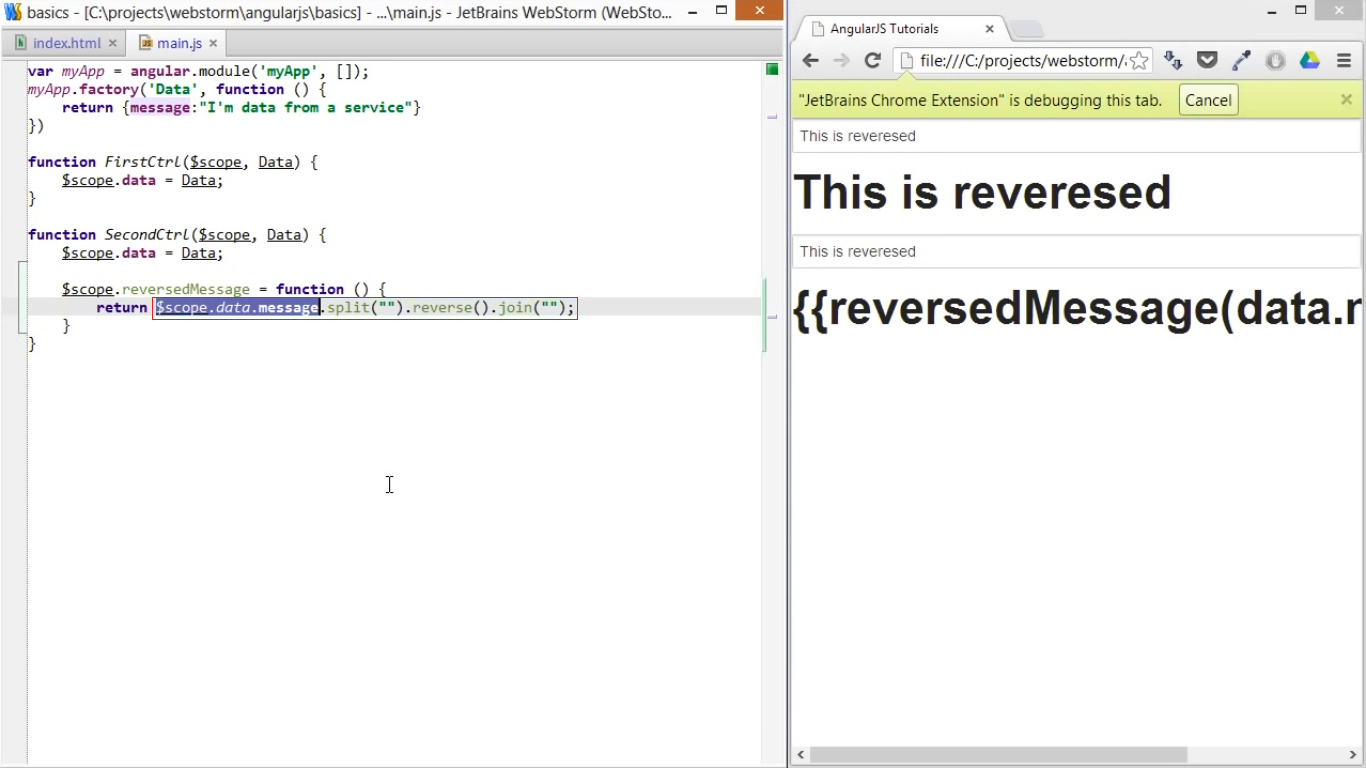 basics - [C:\projects\webstorm\angularjs\basics] - ...\main.js - JetBrains WebStorm (WebSto...
index.html
main.js
var myApp = angular.module('myApp', []);
myApp.factory('Data', function () {
return {message:"I'm data from a service"}
})
function FirstCtrl($scope, Data) {
$scope.data = Data;
}
function SecondCtrl($scope, Data) {
$scope.data = Data;
$scope.reversedMessage = function () {
return $scope.data.message.split("").reverse().join("");
}
}
AngularJS Tutorials
file:///C:/projects/webstorm/
"JetBrains Chrome Extension" is debugging this tab. Cancel
This is reveresed
This is reveresed
This is reveresed
{{reversedMessage(data.r